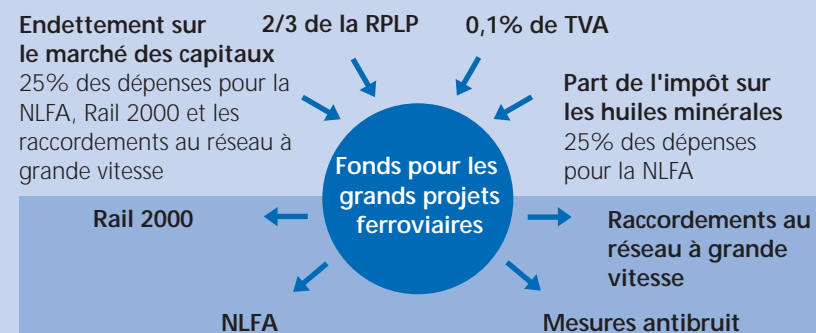 Endettement sur
le marché des capitaux
25% des dépenses pour la
NLFA, Rail 2000 et les
raccordements au réseau à
grande vitesse
2/3 de la RPLP
0,1% de TVA
Part de l'impôt sur
les huiles minérales
25% des dépenses
pour la NLFA
Fonds pour les
grands projets
ferroviaires
Rail 2000
Raccordements au
réseau à grande
vitesse
NLFA
Mesures antibruit